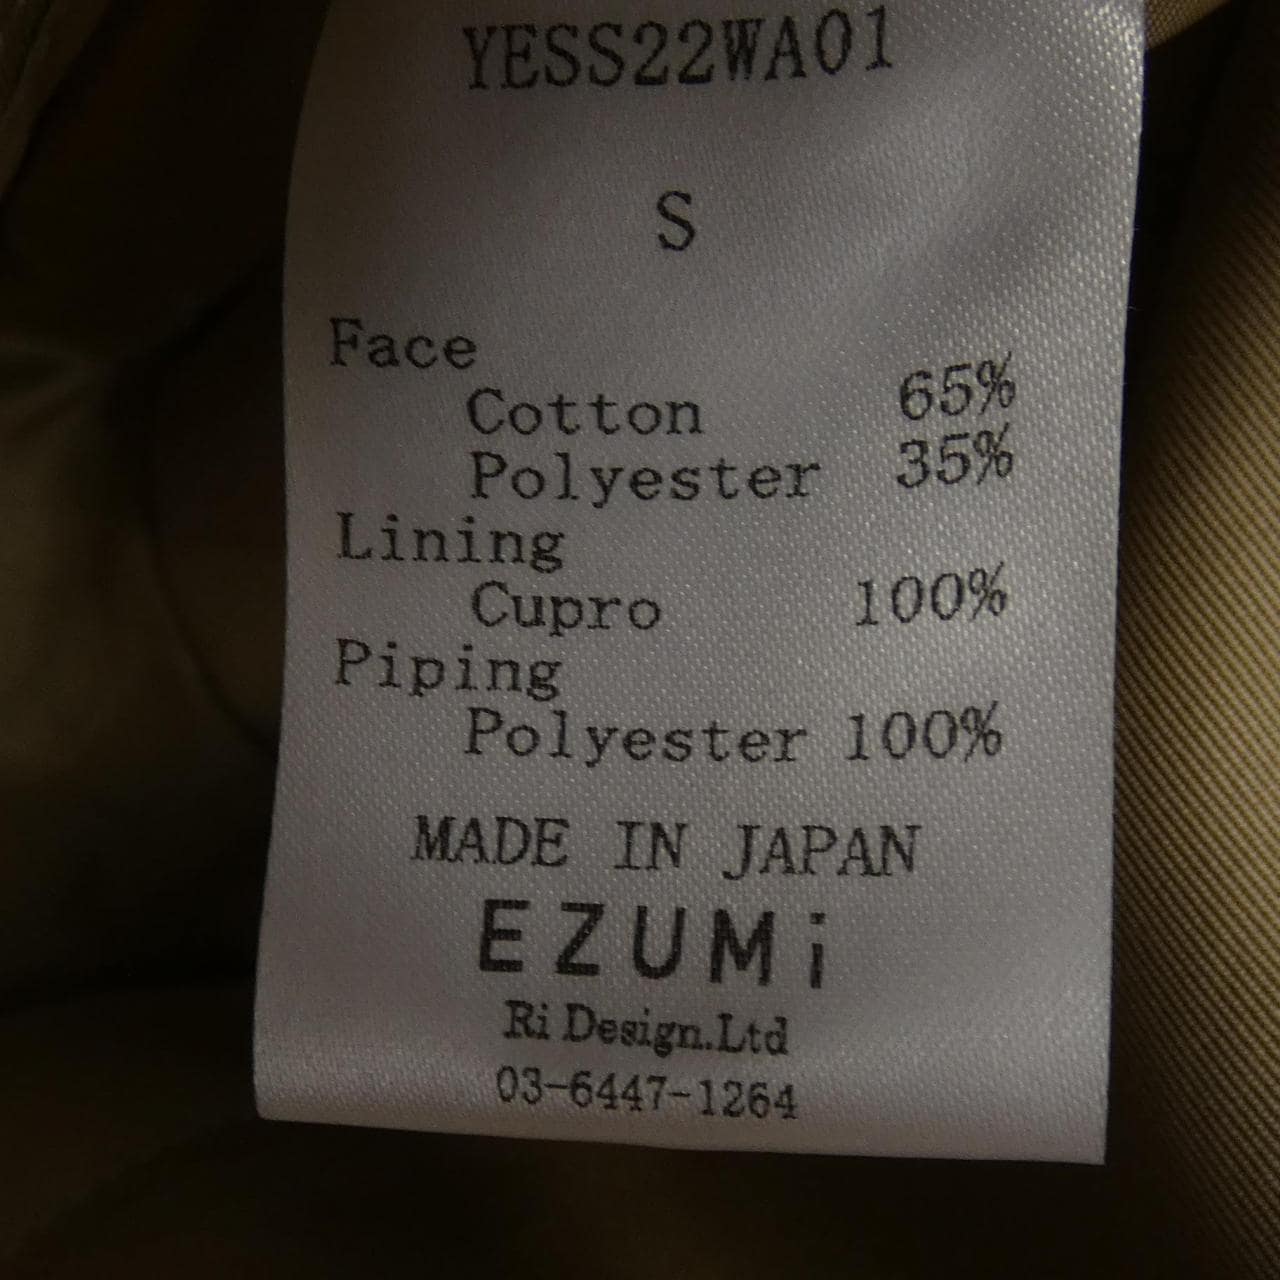 YESS22WA01
S
Face
Cotton 65%
Polyester 35%
Lining
Cupro 100%
Piping
Polyester 100%
MADE IN JAPAN
EZUMi
Ri Design.Ltd
03-6447-1264